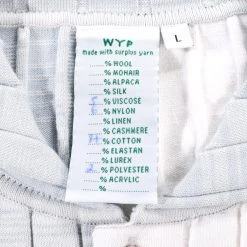 WYP
made with surplus yarn
L
% WOOL
% MOHAIR
% ALPACA
% SILK
% VISCOSE
% NYLON
% LINEN
% CASHMERE
% COTTON
% ELASTAN
% LUREX
% POLYESTER
% ACRYLIC
%